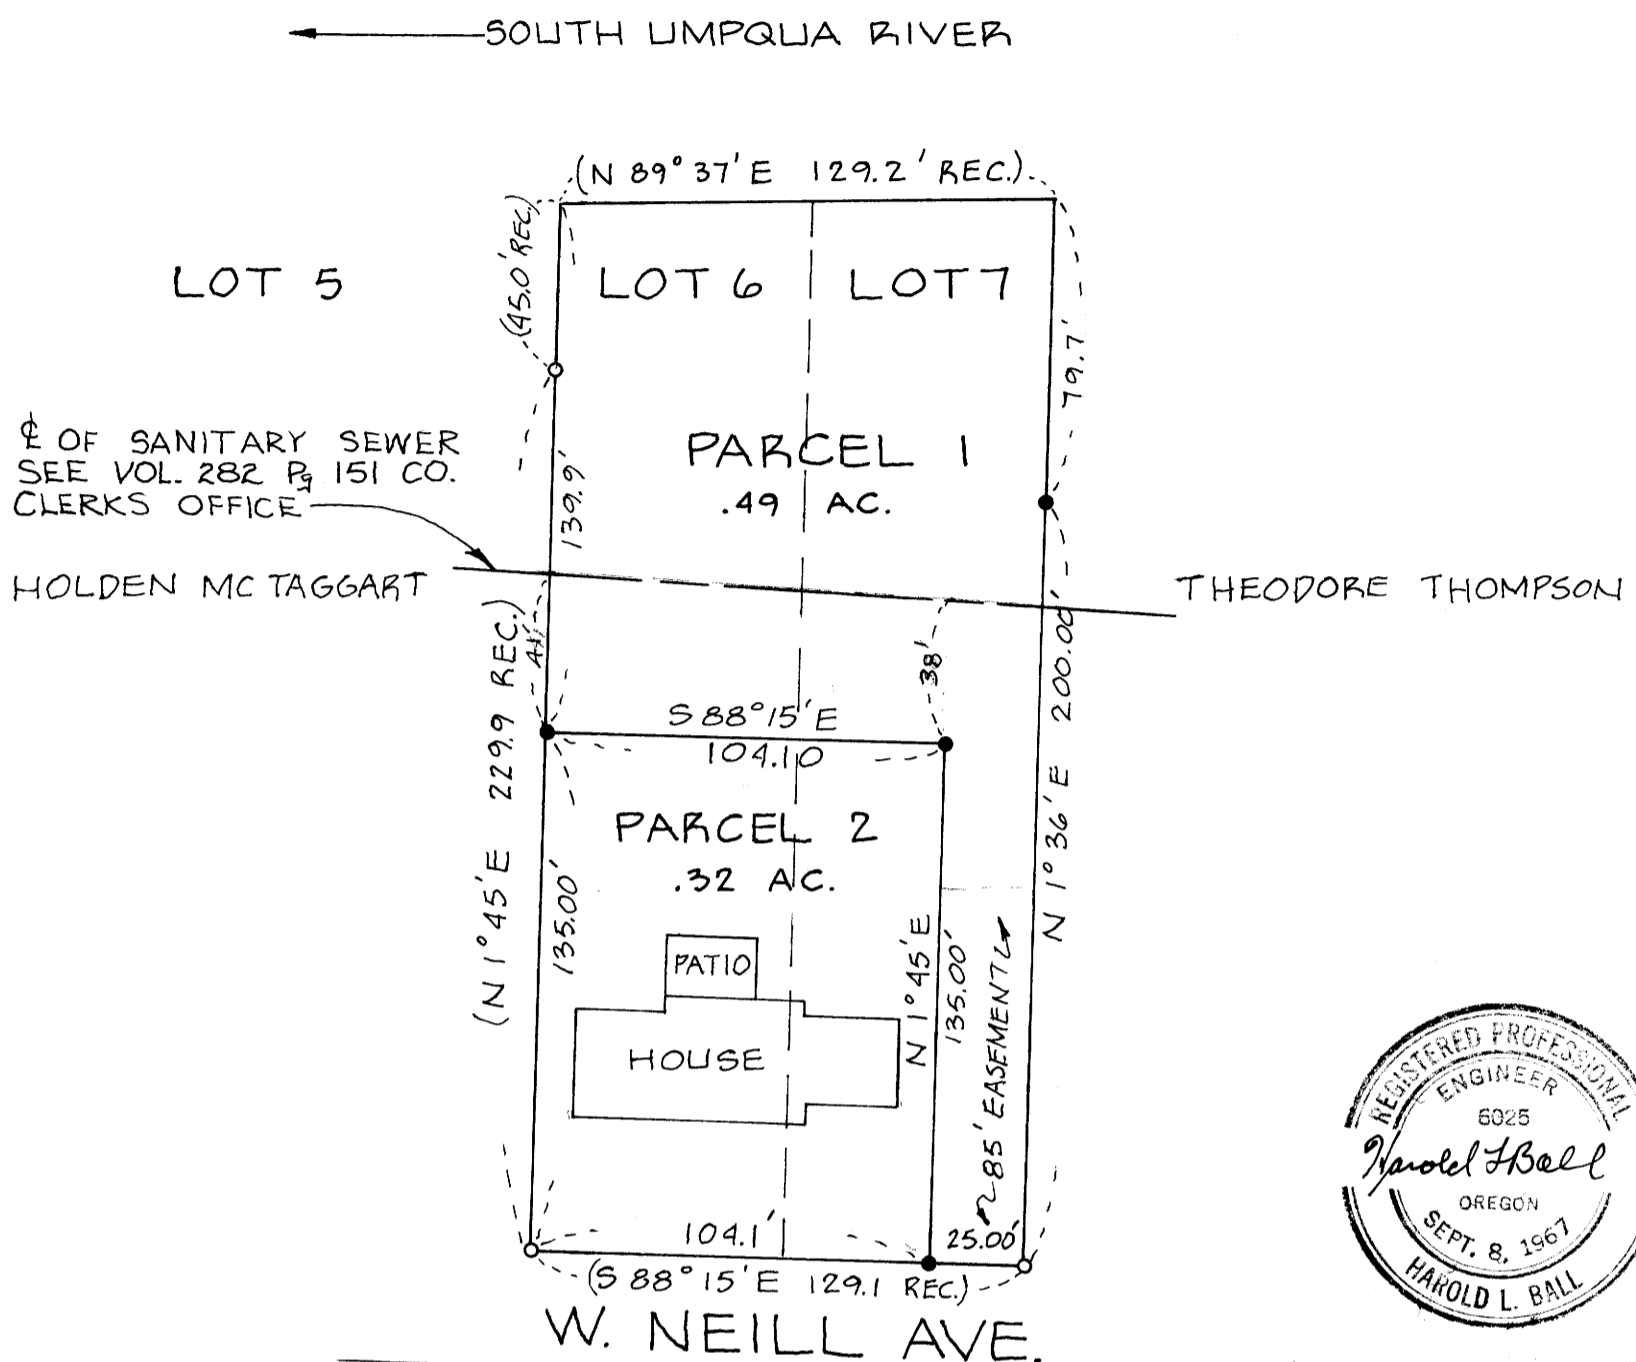 SOUTH UMPQUA RIVER
(N 89° 37' E 129.2' REC.)
(45.0' REC.)
LOT 5
LOT 6
LOT 7
79.7'
℄ OF SANITARY SEWER
SEE VOL. 282 Pg 151 CO.
CLERKS OFFICE
139.9'
PARCEL 1
.49 AC.
HOLDEN MC TAGGART
THEODORE THOMPSON
41'
38'
(N 1° 45' E 229.9 REC.)
S 88° 15' E
104.10
N 1° 36' E 200.00'
PARCEL 2
.32 AC.
135.00'
N 1° 45' E
135.00'
85' EASEMENT
PATIO
HOUSE
104.1'
25.00'
(S 88° 15' E 129.1 REC.)
W. NEILL AVE.
REGISTERED PROFESSIONAL
ENGINEER
6025
Harold L Ball
OREGON
SEPT. 8, 1967
HAROLD L. BALL